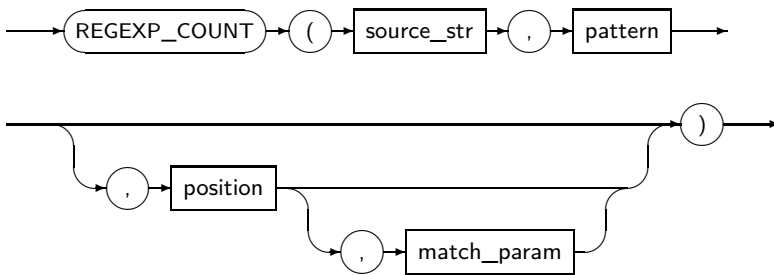 REGEXP_COUNT ( source_str , pattern
)
, position
, match_param